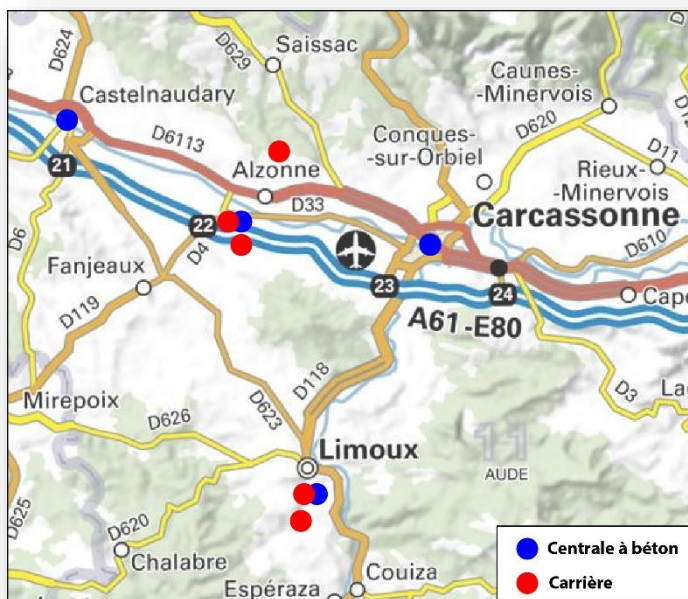 D624
D629
Saissac
Castelnaudary
Caunes-
-Minervois
D6113
Conques-
-sur-Orbiel
D620
D11
21
Alzonne
Rieux-
-Minervois
D33
Carcassonne
22
D6
D4
D610
Fanjeaux
23
24
Cape
D119
A61-E80
D118
D3
Mirepoix
D623
Lag
D626
Limoux
11
AUDE
D625
D620
Chalabre
Couiza
Espéraza
Centrale à béton
Carrière